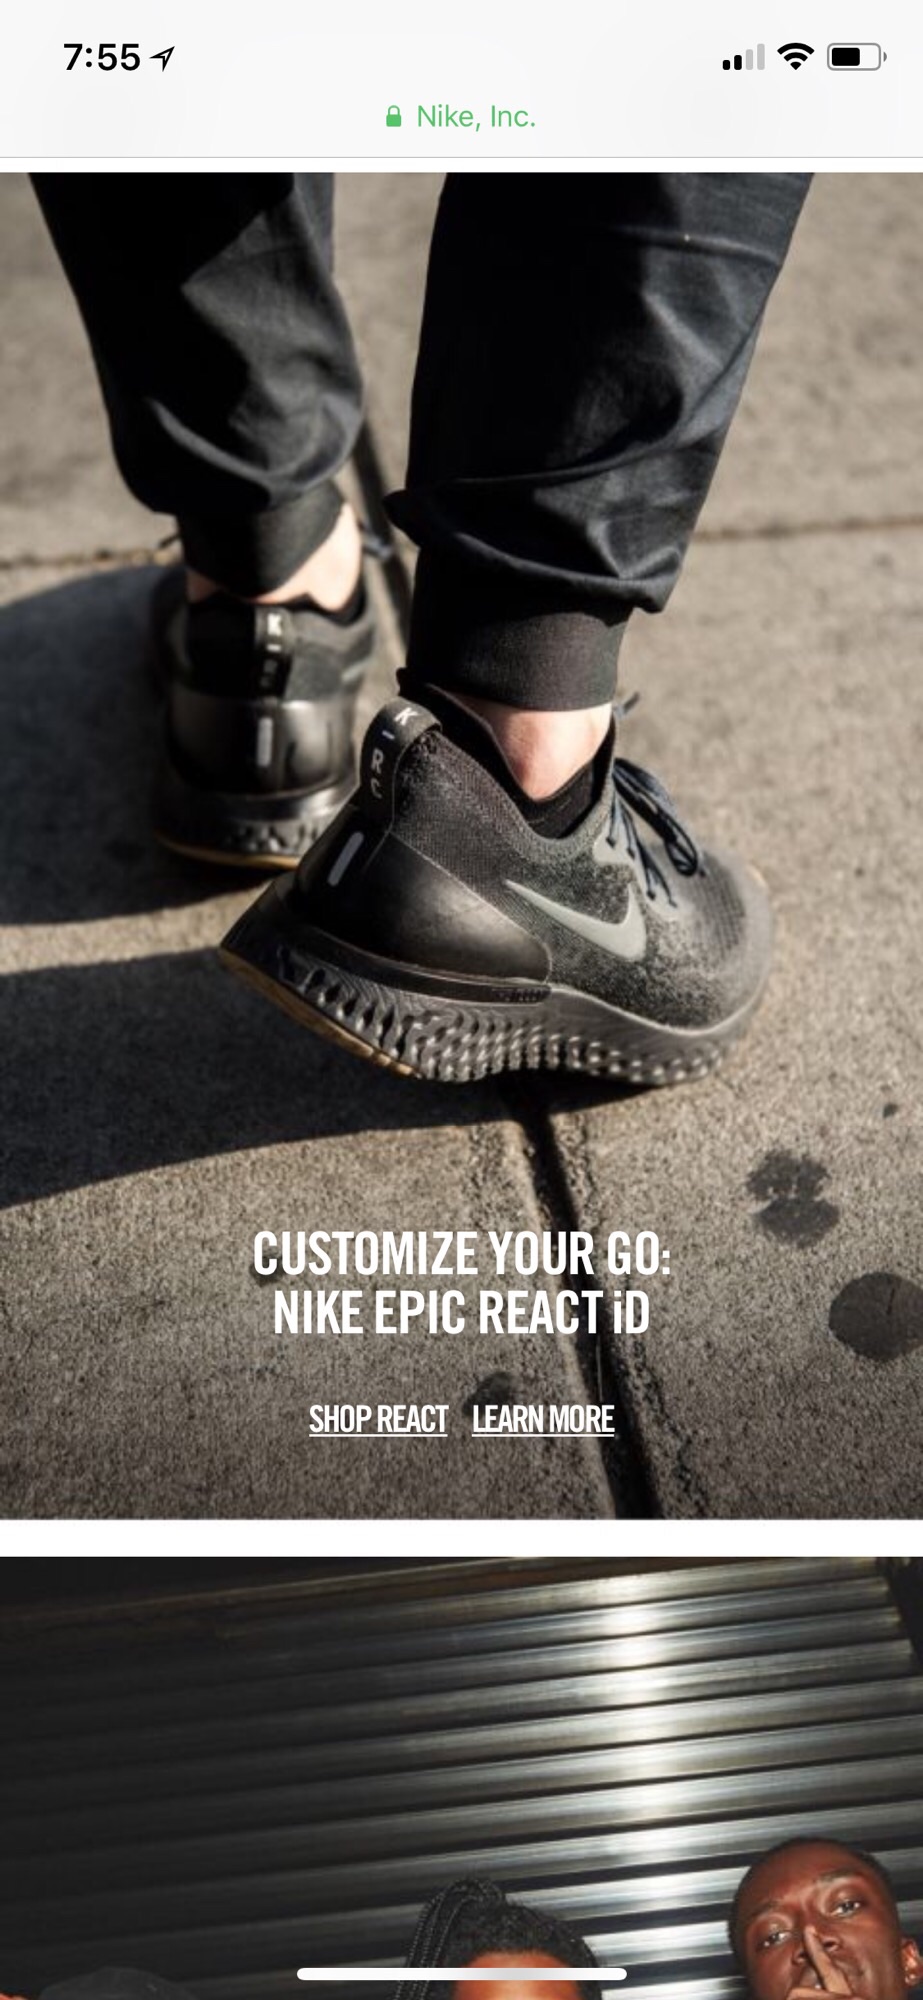 7:55
Nike, Inc.
CUSTOMIZE YOUR GO:
NIKE EPIC REACT iD
SHOP REACT LEARN MORE